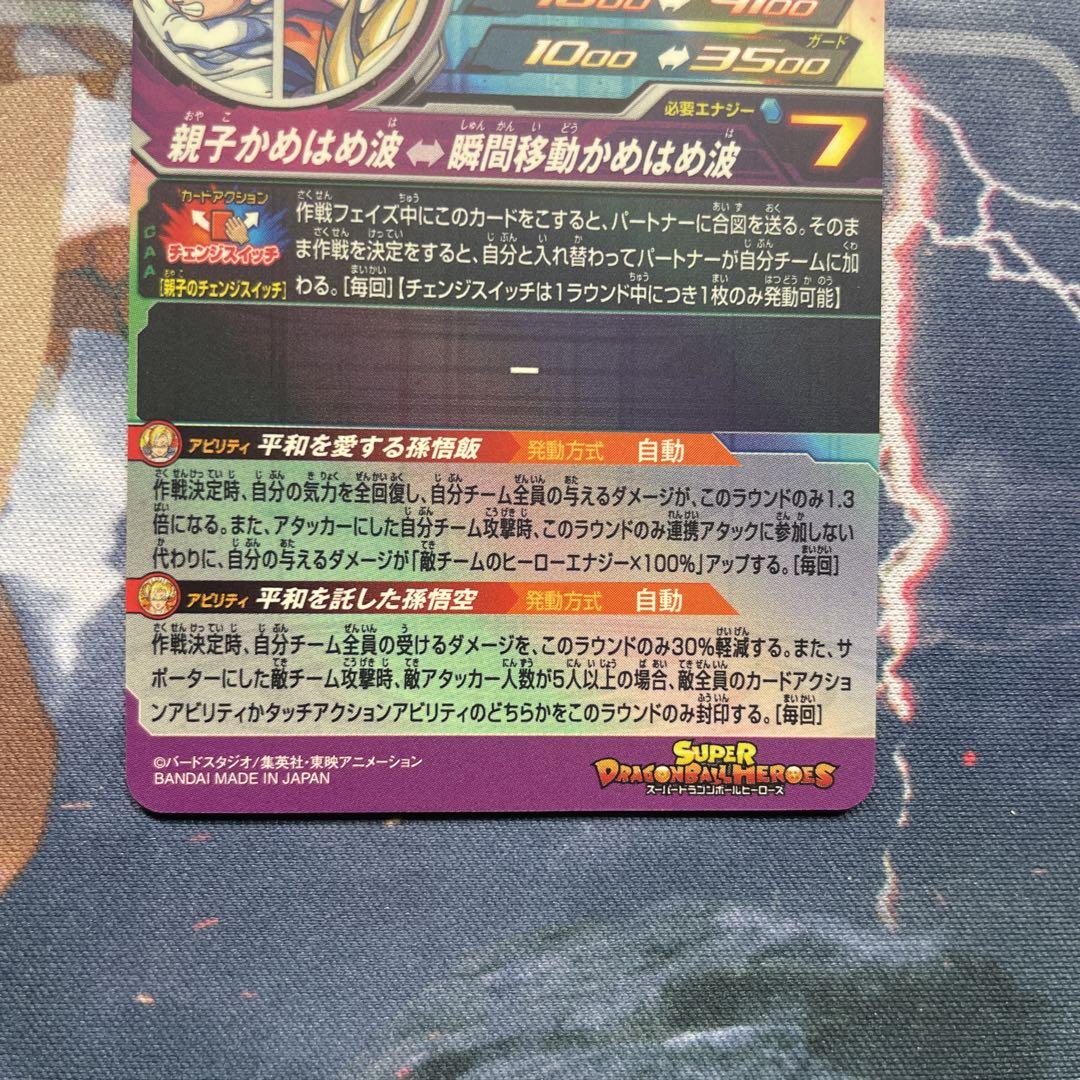 4100
ガード
1000 ⇔ 3500
必要エナジー 7
親子かめはめ波⇔瞬間移動かめはめ波
カードアクション
チェンジスイッチ
[親子のチェンジスイッチ]
CAA
作戦フェイズ中にこのカードをこすると、パートナーに合図を送る。そのま
ま作戦を決定をすると、自分と入れ替わってパートナーが自分チームに加
わる。[毎回]【チェンジスイッチは1ラウンド中につき1枚のみ発動可能】
ー
アビリティ 平和を愛する孫悟飯 発動方式 自動
作戦決定時、自分の気力を全回復し、自分チーム全員の与えるダメージが、このラウンドのみ1.3
倍になる。また、アタッカーにした自分チーム攻撃時、このラウンドのみ連携アタックに参加しない
代わりに、自分の与えるダメージが「敵チームのヒーローエナジー×100%」アップする。[毎回]
アビリティ 平和を託した孫悟空 発動方式 自動
作戦決定時、自分チーム全員の受けるダメージを、このラウンドのみ30%軽減する。また、サ
ポーターにした敵チーム攻撃時、敵アタッカー人数が5人以上の場合、敵全員のカードアクショ
ンアビリティかタッチアクションアビリティのどちらかをこのラウンドのみ封印する。[毎回]
©バードスタジオ/集英社・東映アニメーション
BANDAI MADE IN JAPAN
SUPER
DRAGONBALL HEROES
スーパードラゴンボールヒーローズ